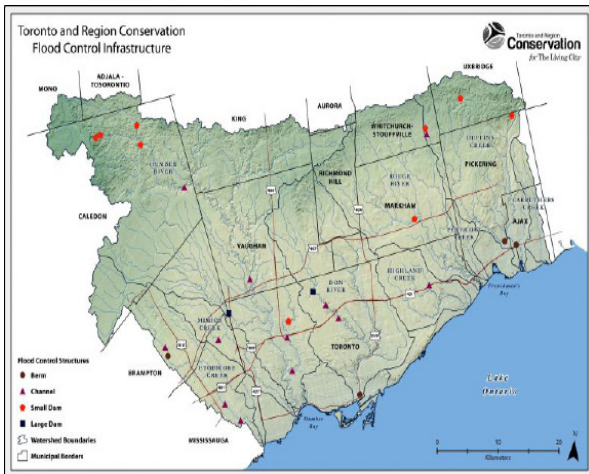 Toronto and Region Conservation
Flood Control Infrastructure
Toronto and Region
Conservation
for The Living City
MONO
ADJALA -
TOSORONTIO
KING
AURORA
UXBRIDGE
WHITCHURCH-
STOUFFVILLE
DUFFINS
CREEK
HUMBER
RIVER
RICHMOND
HILL
ROUGE
RIVER
PICKERING
CALEDON
MARKHAM
CARRUTHERS
CREEK
AJAX
VAUGHAN
PETTICOAT
CREEK
HIGHLAND
CREEK
DON
RIVER
Frenchman's
Bay
MIMICO
CREEK
TORONTO
ETOBICOKE
CREEK
BRAMPTON
Lake
Ontario
Humber
Bay
MISSISSAUGA
Flood Control Structures
Berm
Channel
Small Dam
Large Dam
Watershed Boundaries
Municipal Borders
0 5 10 20
Kilometers
N